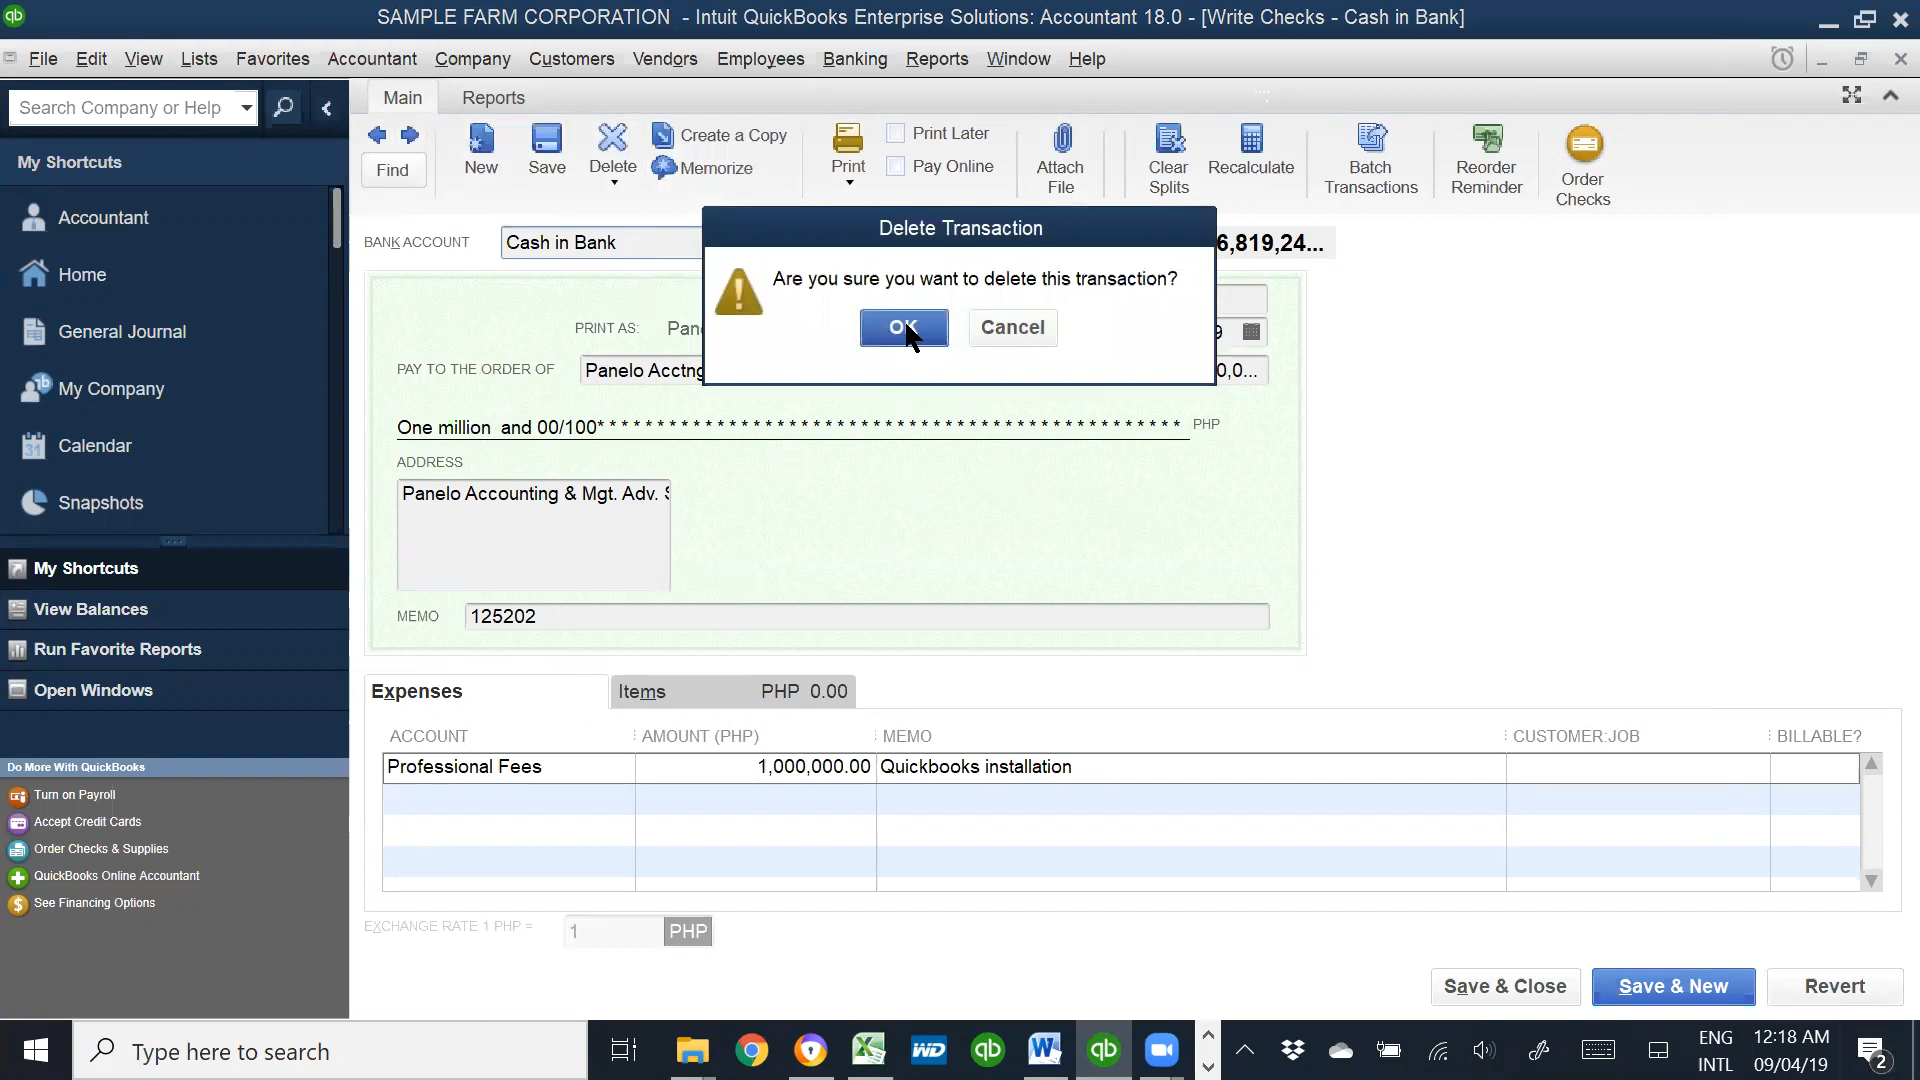 SAMPLE FARM CORPORATION - Intuit QuickBooks Enterprise Solutions: Accountant 18.0 - [Write Checks - Cash in Bank]
File Edit View Lists Favorites Accountant Company Customers Vendors Employees Banking Reports Window Help
Search Company or Help
Main Reports
Find
New
Save
Delete
Create a Copy
Memorize
Print
Print Later
Pay Online
Attach File
Clear Splits
Recalculate
Batch Transactions
Reorder Reminder
Order Checks
My Shortcuts
Accountant
Home
General Journal
My Company
Calendar
Snapshots
My Shortcuts
View Balances
Run Favorite Reports
Open Windows
Do More With QuickBooks
Turn on Payroll
Accept Credit Cards
Order Checks & Supplies
QuickBooks Online Accountant
See Financing Options
BANK ACCOUNT Cash in Bank
6,819,24...
Delete Transaction
Are you sure you want to delete this transaction?
OK Cancel
PRINT AS: Pan
9
PAY TO THE ORDER OF Panelo Acctng
0,0...
One million and 00/100* * * * * * * * * * * * * * * * * * * * * * * * * * * * * * * * * * * * * * * * * * * * * * * * * PHP
ADDRESS
Panelo Accounting & Mgt. Adv. S
MEMO 125202
Expenses Items PHP 0.00
ACCOUNT AMOUNT (PHP) MEMO CUSTOMER:JOB BILLABLE?
Professional Fees 1,000,000.00 Quickbooks installation
EXCHANGE RATE 1 PHP = 1 PHP
Save & Close Save & New Revert
Type here to search
ENG
INTL
12:18 AM
09/04/19
2